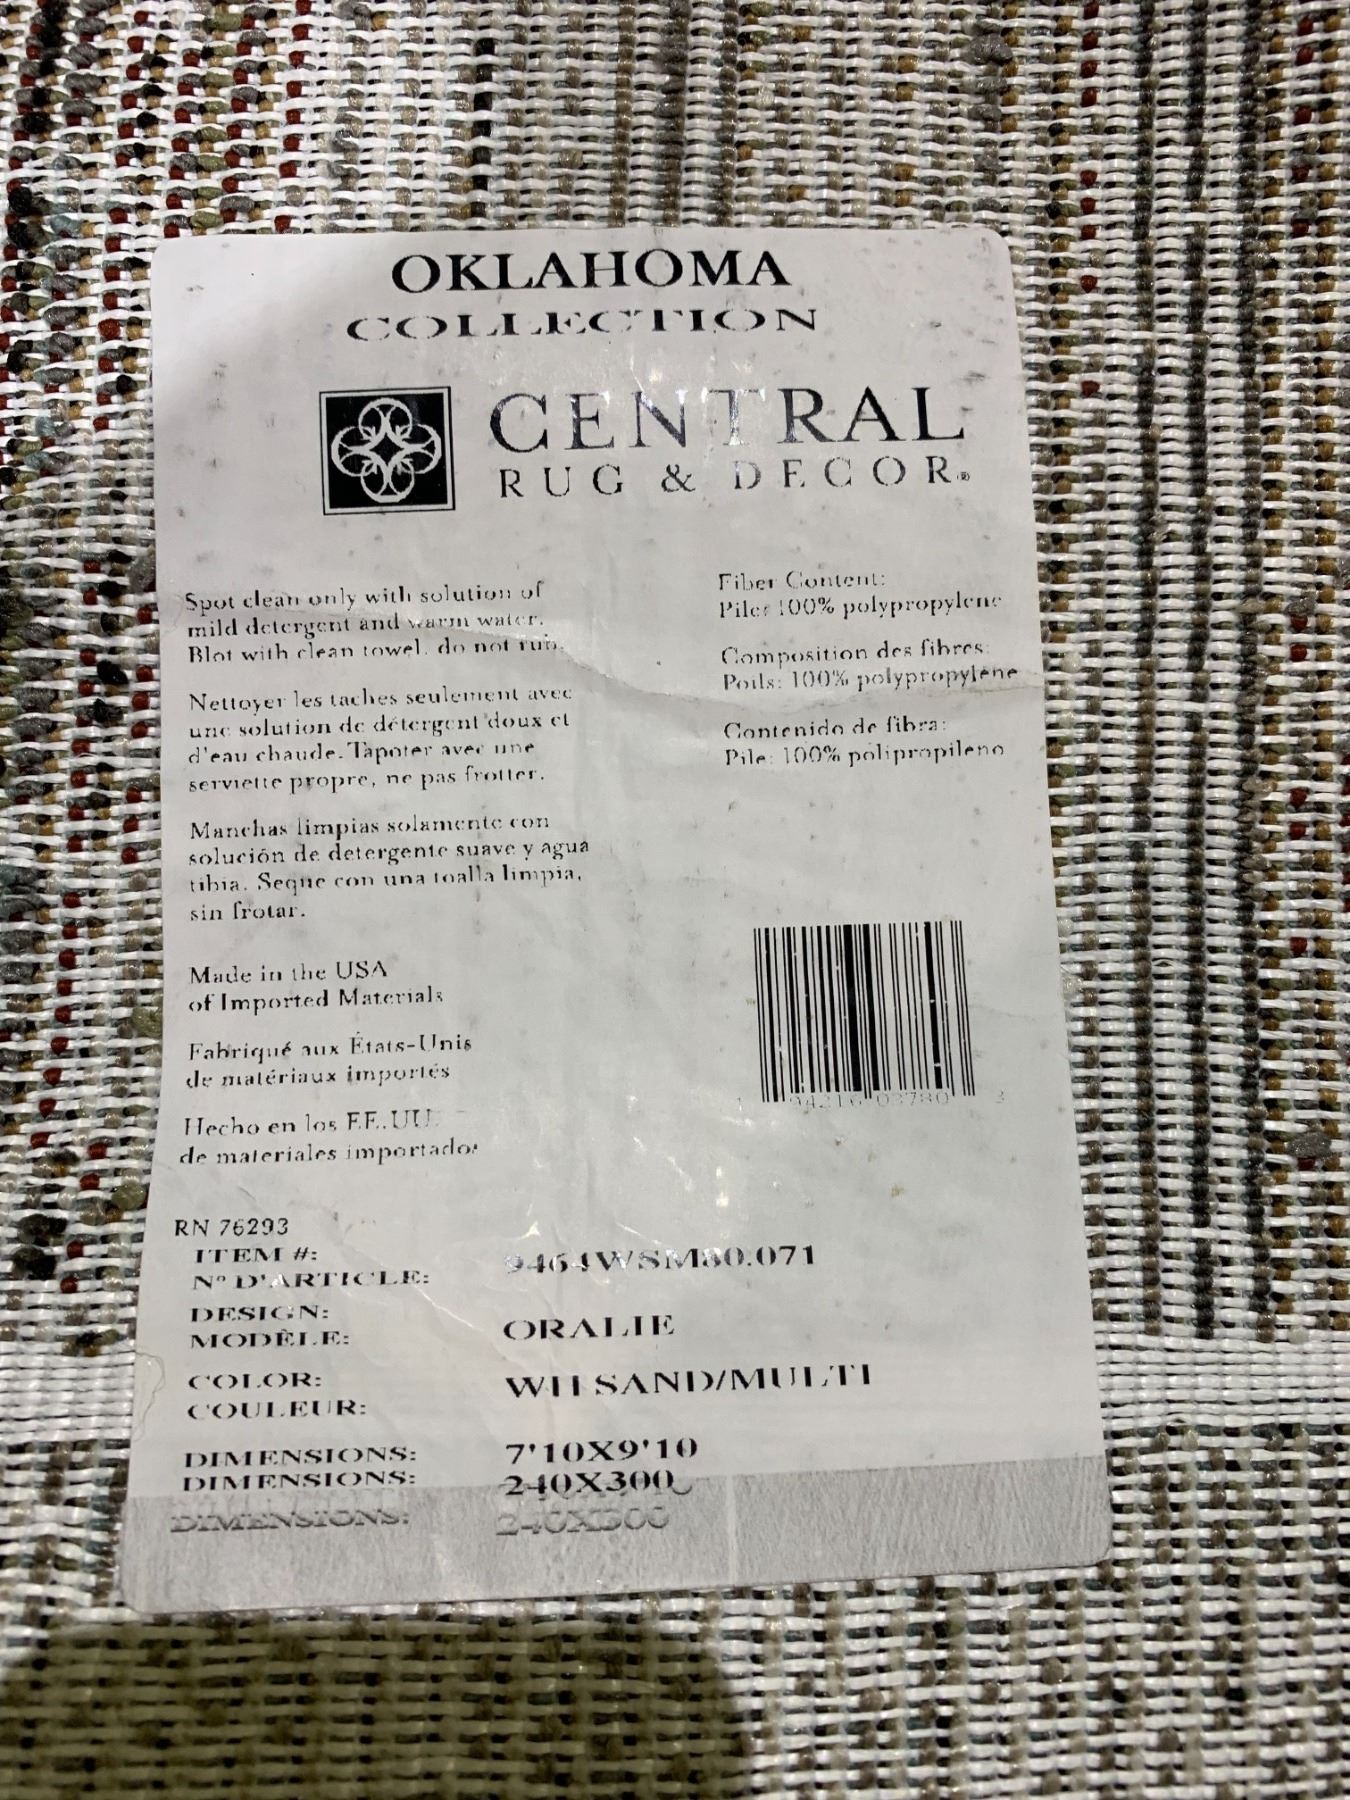 OKLAHOMA
COLLECTION
CENTRAL
RUG & DECOR®
Spot clean only with solution of
mild detergent and warm water.
Blot with clean towel, do not rub.
Nettoyer les taches seulement avec
une solution de détergent doux et
d'eau chaude. Tapoter avec une
serviette propre, ne pas frotter.
Manchas limpias solamente con
solución de detergente suave y agua
tibia. Seque con una toalla limpia,
sin frotar.
Made in the USA
of Imported Materials
Fabriqué aux États-Unis
de matériaux importés
Hecho en los EE.UU.
de materiales importados
Fiber Content:
Pile: 100% polypropylene
Composition des fibres:
Poils: 100% polypropylène
Contenido de fibra:
Pile: 100% polipropileno
1 94216 03780 3
RN 76293
ITEM #:
N° D'ARTICLE: 9464WSM80.071
DESIGN:
MODÈLE: ORALIE
COLOR: WH SAND/MULTI
COULEUR:
DIMENSIONS: 7'10X9'10
DIMENSIONS: 240X300
DIMENSIONS: 240X300